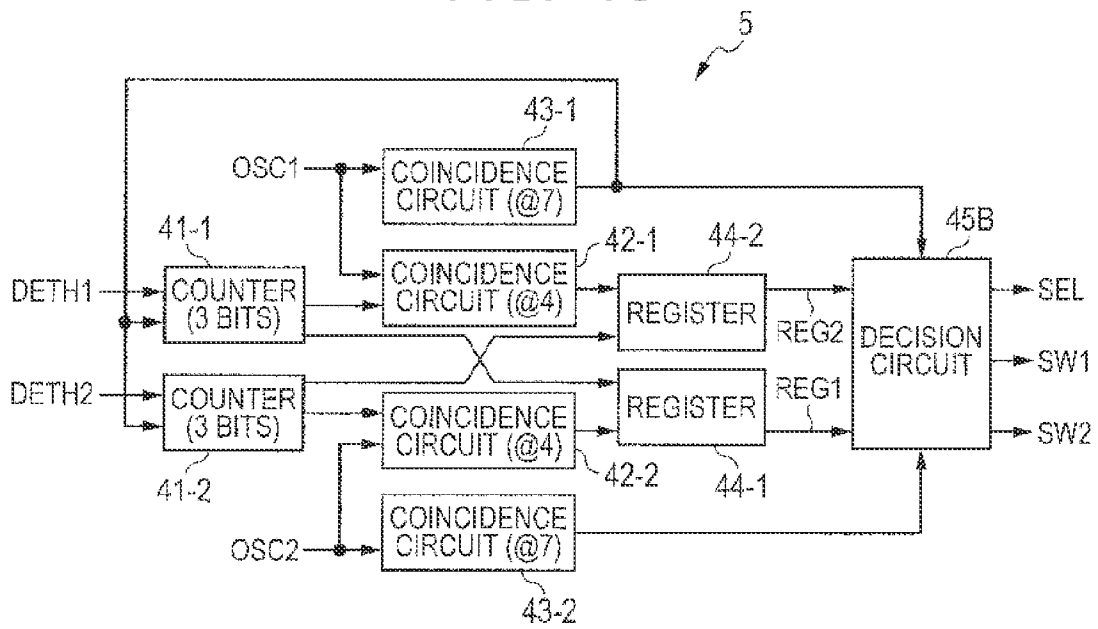 5
43-1
OSC1
COINCIDENCE
CIRCUIT (@7)
41-1
42-1
44-2
45B
DETH1
COUNTER
(3 BITS)
COINCIDENCE
CIRCUIT (@4)
REGISTER
REG2
DECISION
CIRCUIT
SEL
SW1
SW2
DETH2
COUNTER
(3 BITS)
COINCIDENCE
CIRCUIT (@4)
REGISTER
REG1
41-2
42-2
44-1
OSC2
COINCIDENCE
CIRCUIT (@7)
43-2